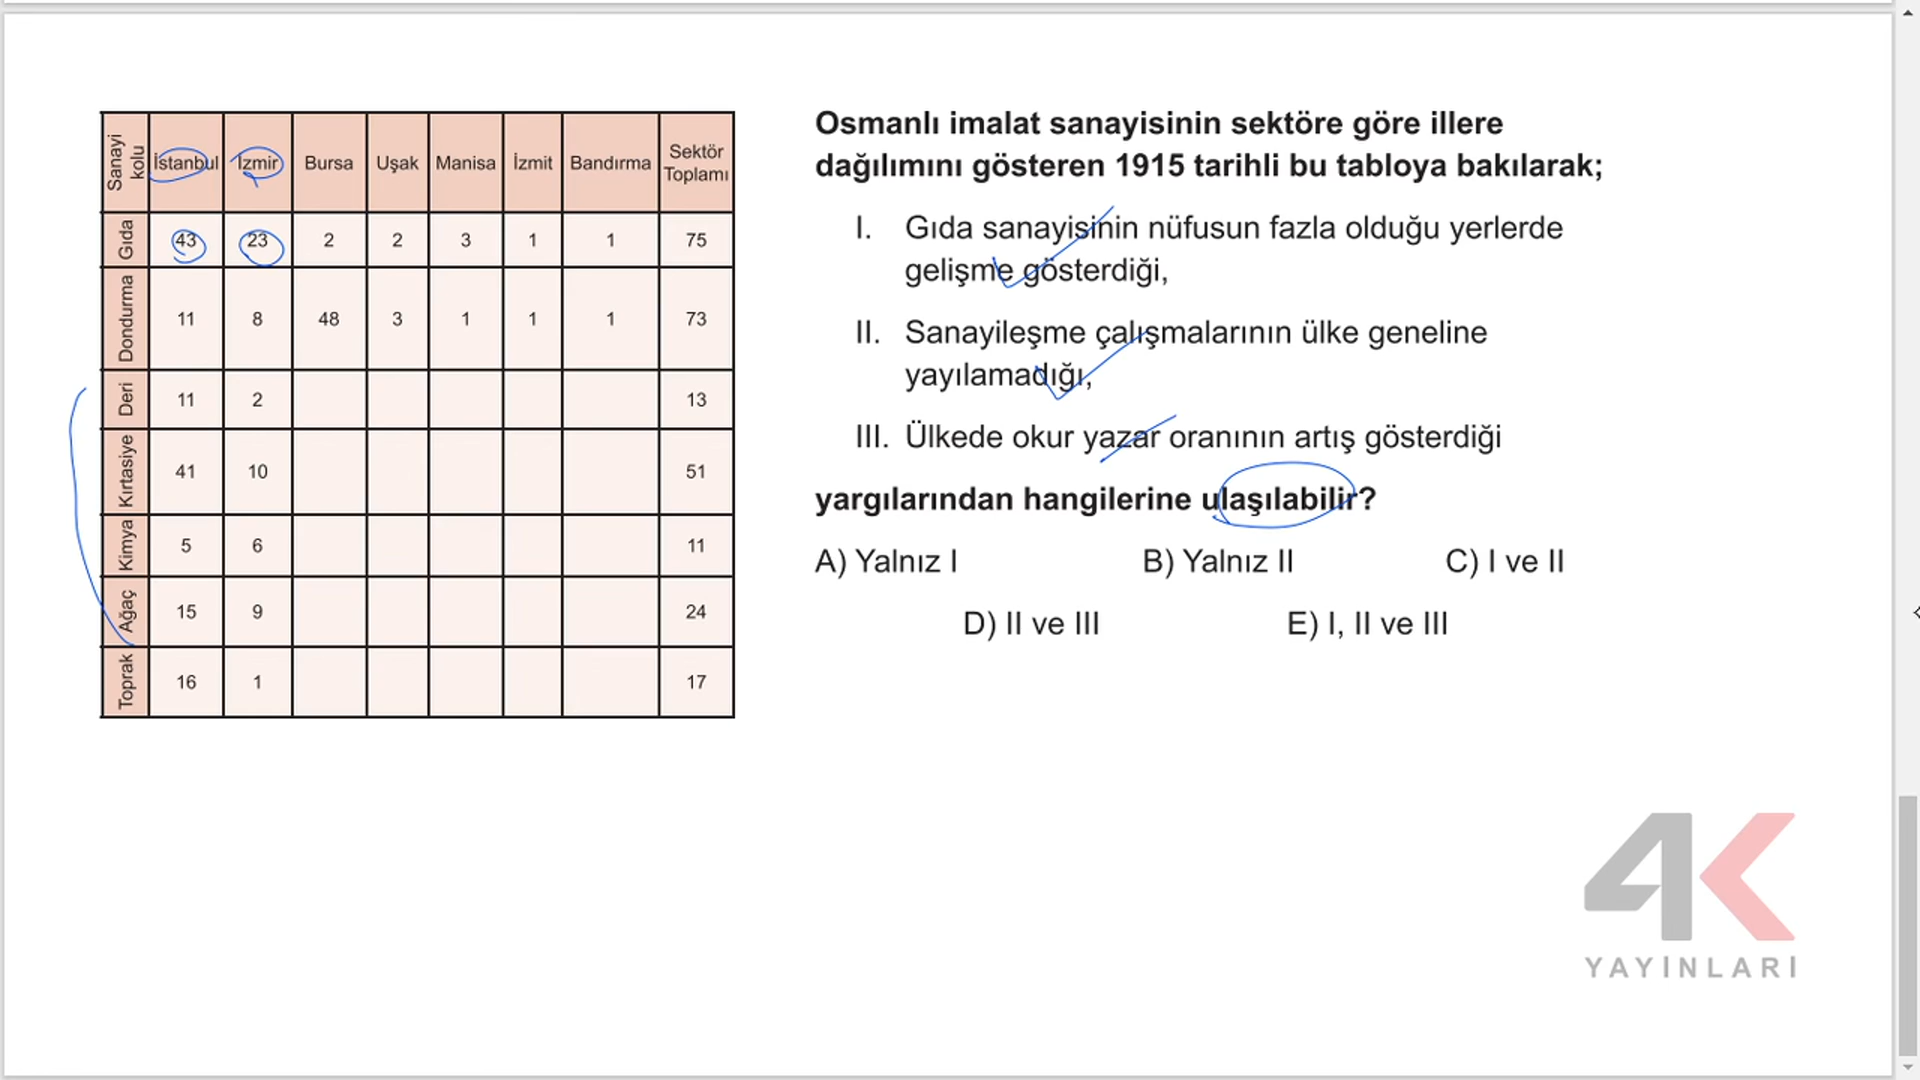 Sanayi kolu İstanbul İzmir Bursa Uşak Manisa İzmit Bandırma Sektör Toplamı
Gıda 43 23 2 2 3 1 1 75
Dondurma 11 8 48 3 1 1 1 73
Deri 11 2 13
Kırtasiye 41 10 51
Kimya 5 6 11
Ağaç 15 9 24
Toprak 16 1 17
Osmanlı imalat sanayisinin sektöre göre illere
dağılımını gösteren 1915 tarihli bu tabloya bakılarak;
I. Gıda sanayisinin nüfusun fazla olduğu yerlerde
gelişme gösterdiği,
II. Sanayileşme çalışmalarının ülke geneline
yayılamadığı,
III. Ülkede okur yazar oranının artış gösterdiği
yargılarından hangilerine ulaşılabilir?
A) Yalnız I B) Yalnız II C) I ve II
D) II ve III E) I, II ve III
4K
YAYINLARI